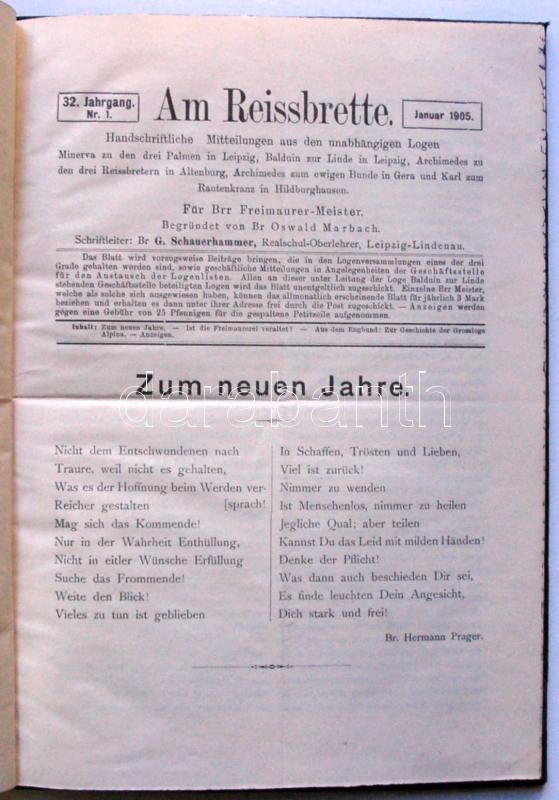 32. Jahrgang.
Nr. 1.
Am Reissbrette.
Januar 1905.
Handschriftliche Mitteilungen aus den unabhängigen Logen
Minerva zu den drei Palmen in Leipzig, Balduin zur Linde in Leipzig, Archimedes zu
den drei Reissbretern in Altenburg, Archimedes zum ewigen Bunde in Gera und Karl zum
Rautenkranz in Hildburghausen.
Für Brr Freimaurer-Meister.
Begründet von Br Oswald Marbach.
Schriftleiter: Br G. Schauerhammer, Realschul-Oberlehrer, Leipzig-Lindenau.
Das Blatt wird vorzugsweise Beiträge bringen, die in den Logenversammlungen eines der drei
Grade gehalten worden sind, sowie geschäftliche Mitteilungen in Angelegenheiten der Geschäftsstelle
für den Austausch der Logenlisten. Allen an dieser unter Leitung der Loge Balduin zur Linde
stehenden Geschäftsstelle beteiligten Logen wird das Blatt unentgeltlich zugeschickt. Einzelne Brr Meister,
welche als solche sich ausgewiesen haben, können das allmonatlich erscheinende Blatt für jährlich 3 Mark
beziehen und erhalten es dann unter ihrer Adresse frei durch die Post zugeschickt. — Anzeigen werden
gegen eine Gebühr von 25 Pfennigen für die gespaltene Petitzeile aufgenommen.
Inhalt: Zum neuen Jahre. — Ist die Freimaurerei veraltet? — Aus dem Engbund: Zur Geschichte der Grossloge
Alpina. — Anzeigen.
Zum neuen Jahre.
darabanth
Nicht dem Entschwundenen nach
Traure, weil nicht es gehalten,
Was es der Hoffnung beim Werden ver-
Reicher gestalten [sprach!
Mag sich das Kommende!
Nur in der Wahrheit Enthüllung,
Nicht in eitler Wünsche Erfüllung
Suche das Frommende!
Weite den Blick!
Vieles zu tun ist geblieben
In Schaffen, Trösten und Lieben,
Viel ist zurück!
Nimmer zu wenden
Ist Menschenlos, nimmer zu heilen
Jegliche Qual; aber teilen
Kannst Du das Leid mit milden Händen!
Denke der Pflicht!
Was dann auch beschieden Dir sei,
Es finde leuchten Dein Angesicht,
Dich stark und frei!
Br. Hermann Prager.